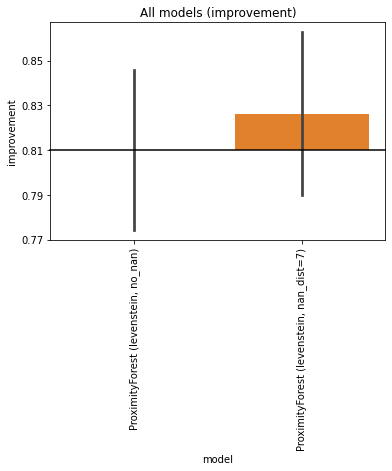 All models (improvement)
improvement
0.85
0.83
0.81
0.79
0.77
ProximityForest (levenstein, no_nan)
ProximityForest (levenstein, nan_dist=7)
model